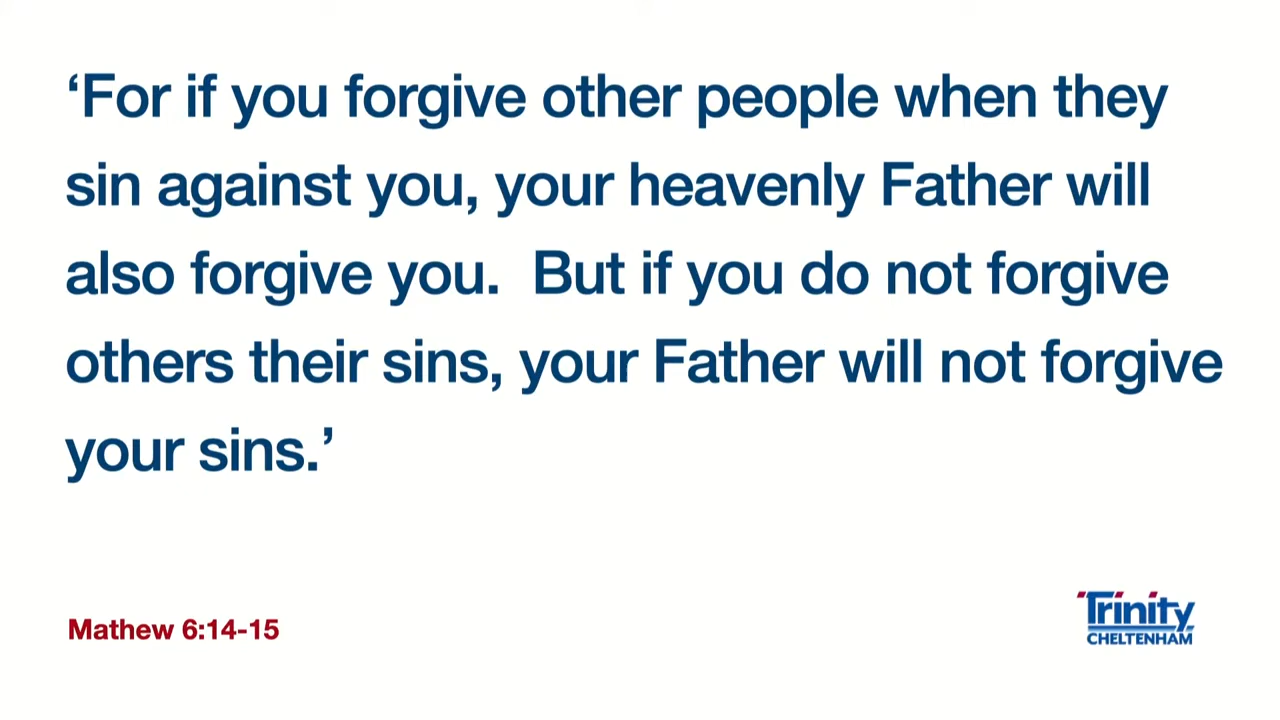 ‘For if you forgive other people when they
sin against you, your heavenly Father will
also forgive you.  But if you do not forgive
others their sins, your Father will not forgive
your sins.’
Mathew 6:14-15
Trinity
CHELTENHAM